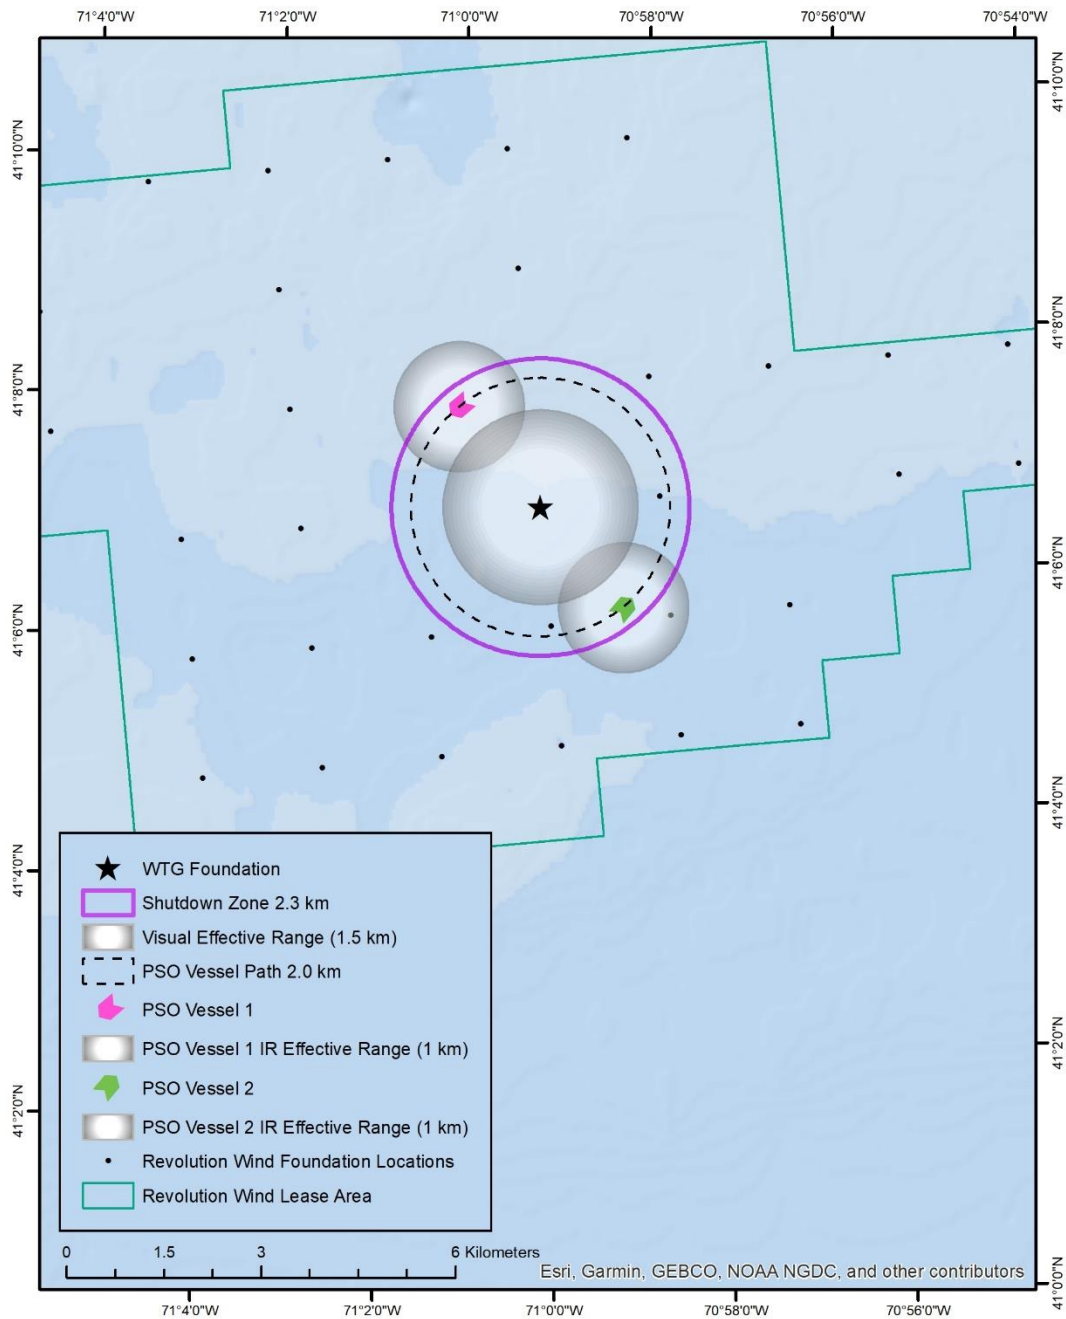 71°4'0"W 71°2'0"W 71°0'0"W 70°58'0"W 70°56'0"W 70°54'0"W
41°10'0"N
41°10'0"N
41°8'0"N
41°8'0"N
41°6'0"N
41°6'0"N
41°4'0"N
41°4'0"N
41°2'0"N
41°2'0"N
41°0'0"N
WTG Foundation
Shutdown Zone 2.3 km
Visual Effective Range (1.5 km)
PSO Vessel Path 2.0 km
PSO Vessel 1
PSO Vessel 1 IR Effective Range (1 km)
PSO Vessel 2
PSO Vessel 2 IR Effective Range (1 km)
Revolution Wind Foundation Locations
Revolution Wind Lease Area
0 1.5 3 6 Kilometers
Esri, Garmin, GEBCO, NOAA NGDC, and other contributors
71°4'0"W 71°2'0"W 71°0'0"W 70°58'0"W 70°56'0"W